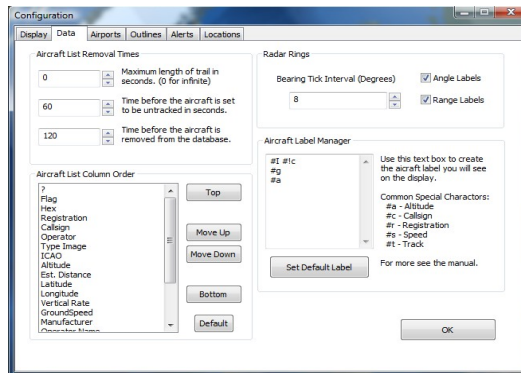 Configuration
Display Data Airports Outlines Alerts Locations
Aircraft List Removal Times
0
Maximum length of trail in
seconds. (0 for infinite)
60
Time before the aircraft is set
to be untracked in seconds.
120
Time before the aircraft is
removed from the database.
Aircraft List Column Order
?
Flag
Hex
Registration
Callsign
Operator
Type Image
ICAO
Altitude
Est. Distance
Latitude
Longitude
Vertical Rate
GroundSpeed
Manufacturer
Operator Name
Top
Move Up
Move Down
Bottom
Default
Radar Rings
Bearing Tick Interval (Degrees)
8
Angle Labels
Range Labels
Aircraft Label Manager
#I #!c
#g
#a
Use this text box to create
the aircraft label you will see
on the display.
Common Special Charactors:
#a - Altitude
#c - Callsign
#r - Registration
#s - Speed
#t - Track
For more see the manual.
Set Default Label
OK